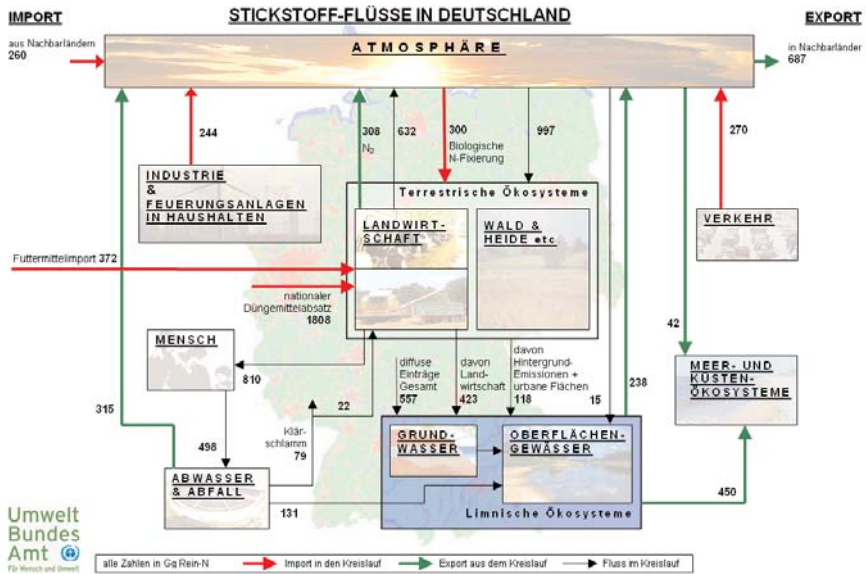 STICKSTOFF-FLÜSSE IN DEUTSCHLAND
IMPORT
EXPORT
aus Nachbarländern
260
ATMOSPHÄRE
in Nachbarländer
687
244
308
N₂
632
300
Biologische
N-Fixierung
997
270
INDUSTRIE
&
FEUERUNGSANLAGEN
IN HAUSHALTEN
Terrestrische Ökosysteme
LANDWIRT-
SCHAFT
WALD &
HEIDE etc
VERKEHR
Futtermittelimport 372
nationaler
Düngemittelabsatz
1808
MENSCH
810
diffuse
Einträge
Gesamt
557
davon
Land-
wirtschaft
423
davon
Hintergrund-
Emissionen +
urbane Flächen
118
15
238
42
MEER- UND
KÜSTEN-
ÖKOSYSTEME
315
22
498
Klär-
schlamm
79
GRUND-
WASSER
OBERFLÄCHEN-
GEWÄSSER
ABWASSER
& ABFALL
131
450
Limnische Ökosysteme
Umwelt
Bundes
Amt
Für Mensch und Umwelt
alle Zahlen in Gg Rein-N
Import in den Kreislauf
Export aus dem Kreislauf
Fluss im Kreislauf